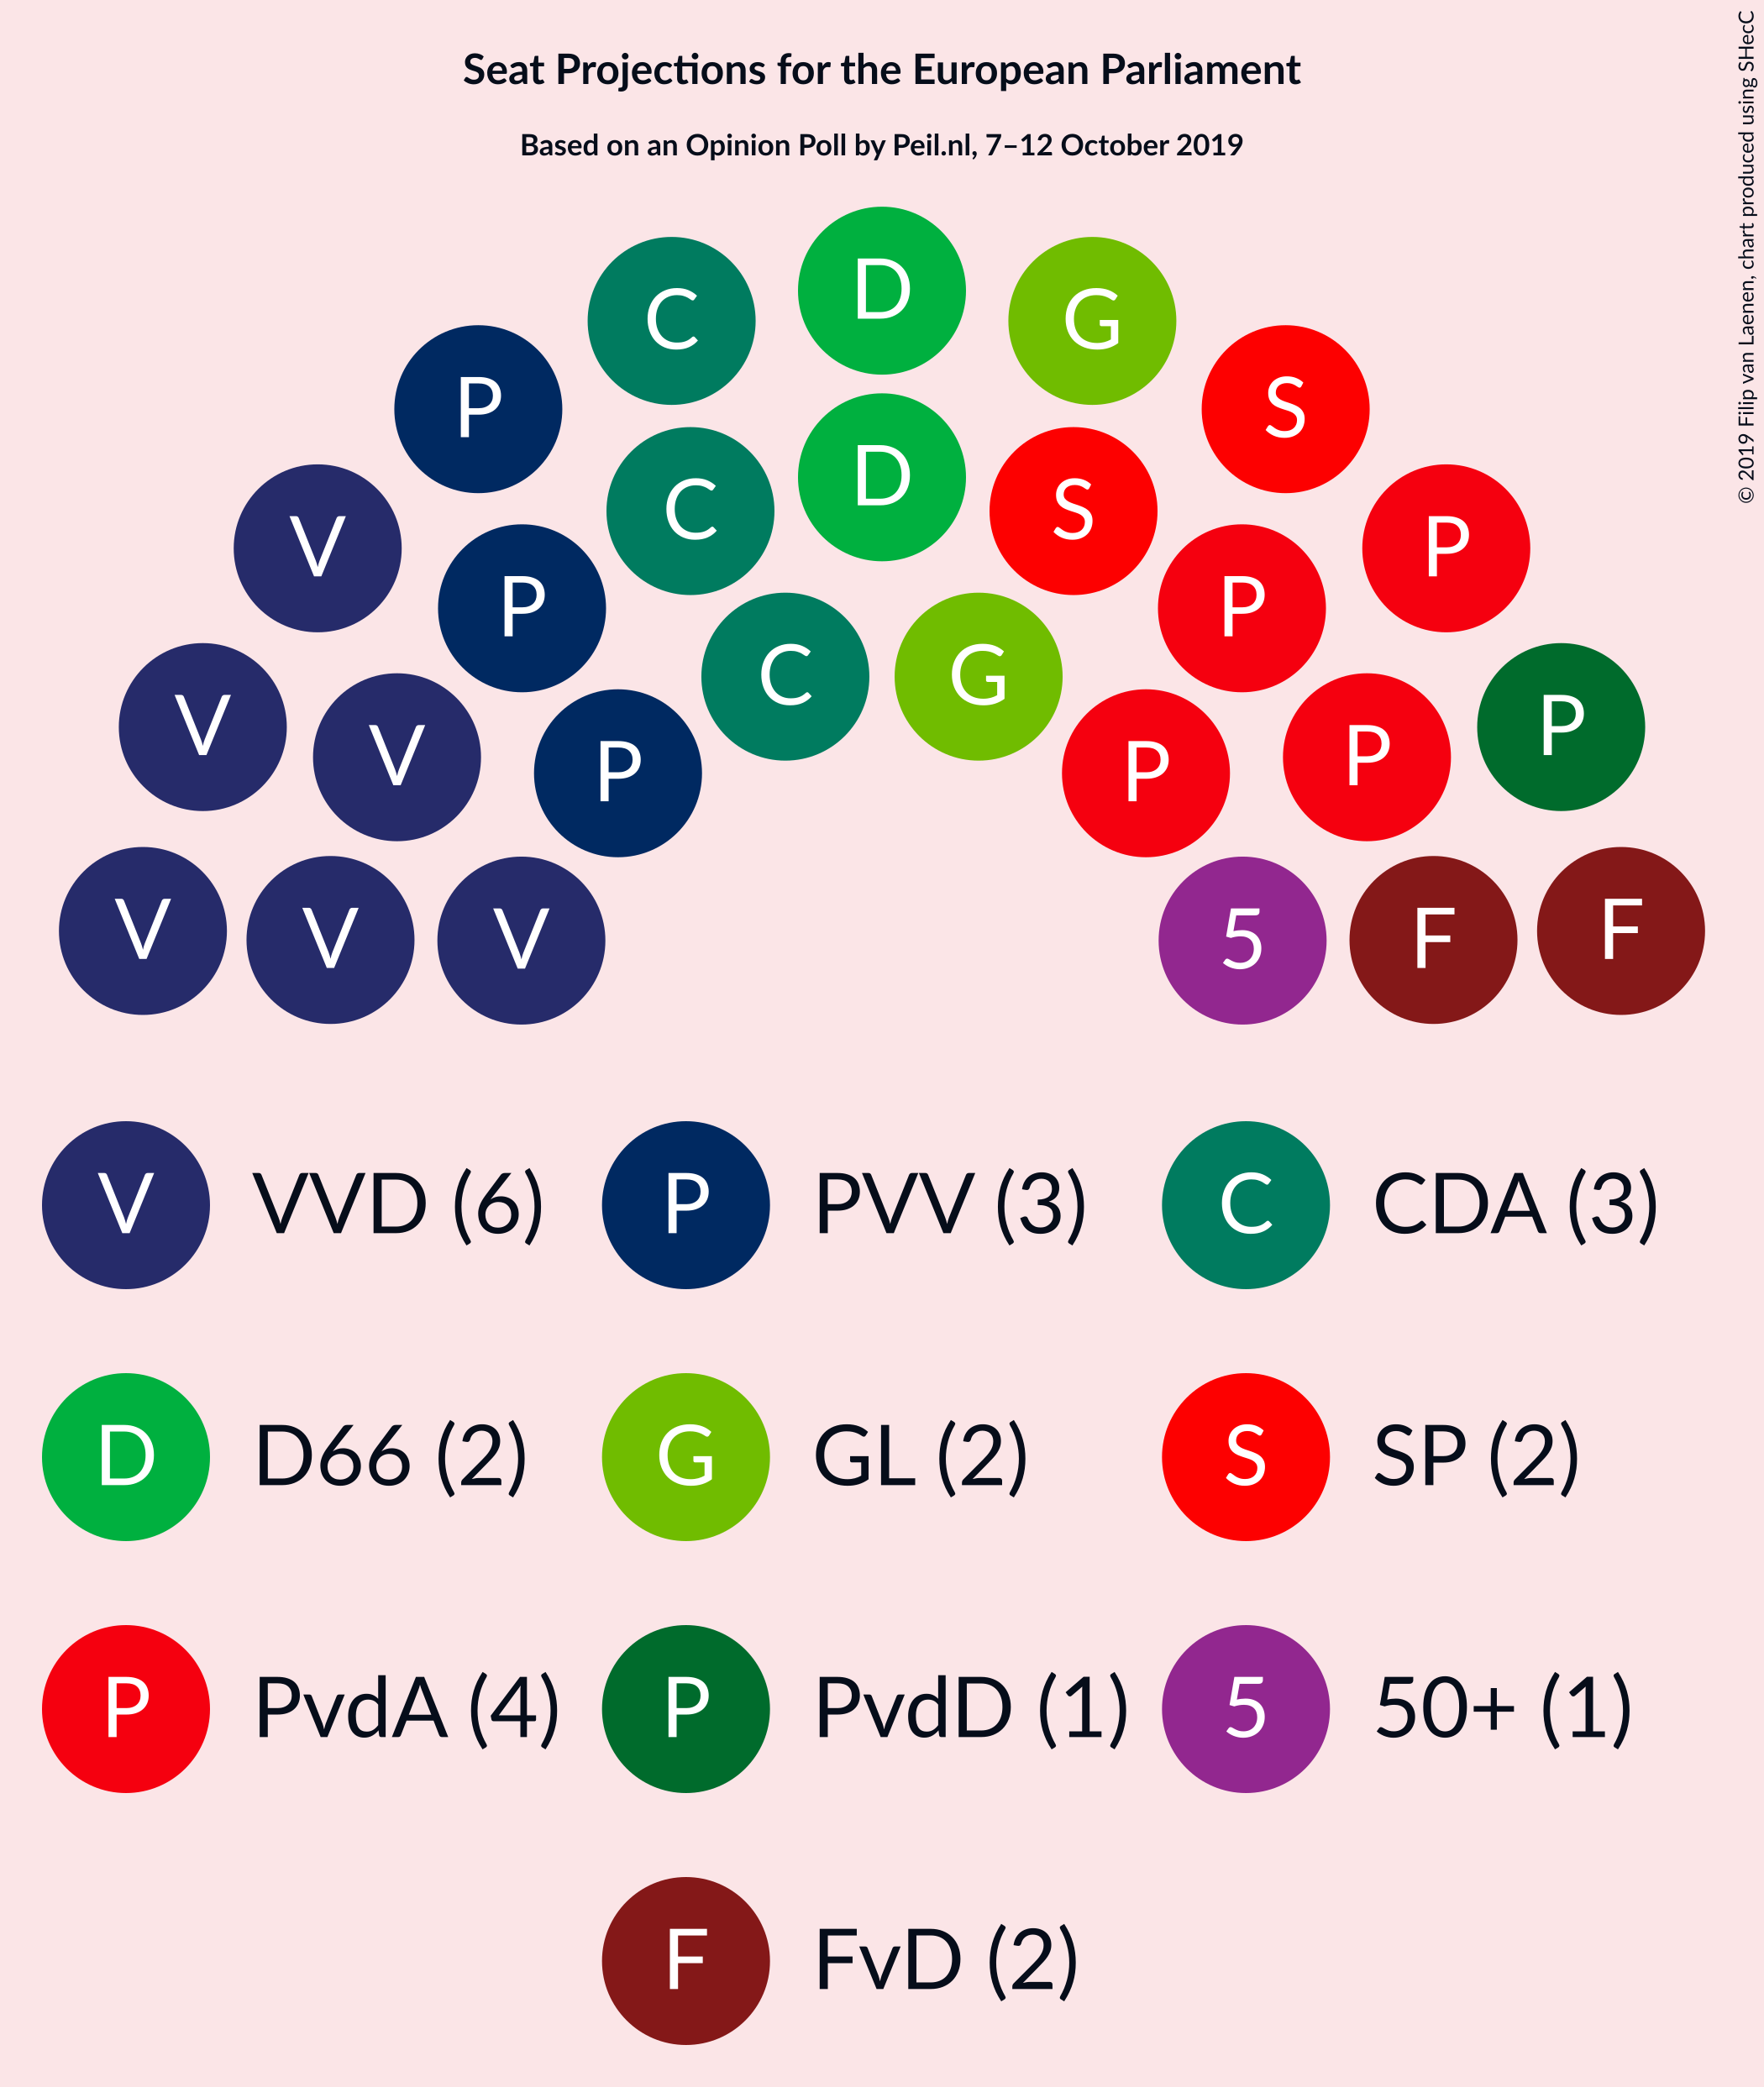 Seat Projections for the European Parliament
Based on an Opinion Poll by Peil.nl, 7–12 October 2019
© 2019 Filip van Laenen, chart produced using SHecC
D
C G
P S
D
C S
V P
P P
C G
V P
V P
P P
V F
V V 5 F
V VVD (6) P PVV (3) C CDA (3)
D D66 (2) G GL (2) S SP (2)
P PvdA (4) P PvdD (1) 5 50+ (1)
F FvD (2)